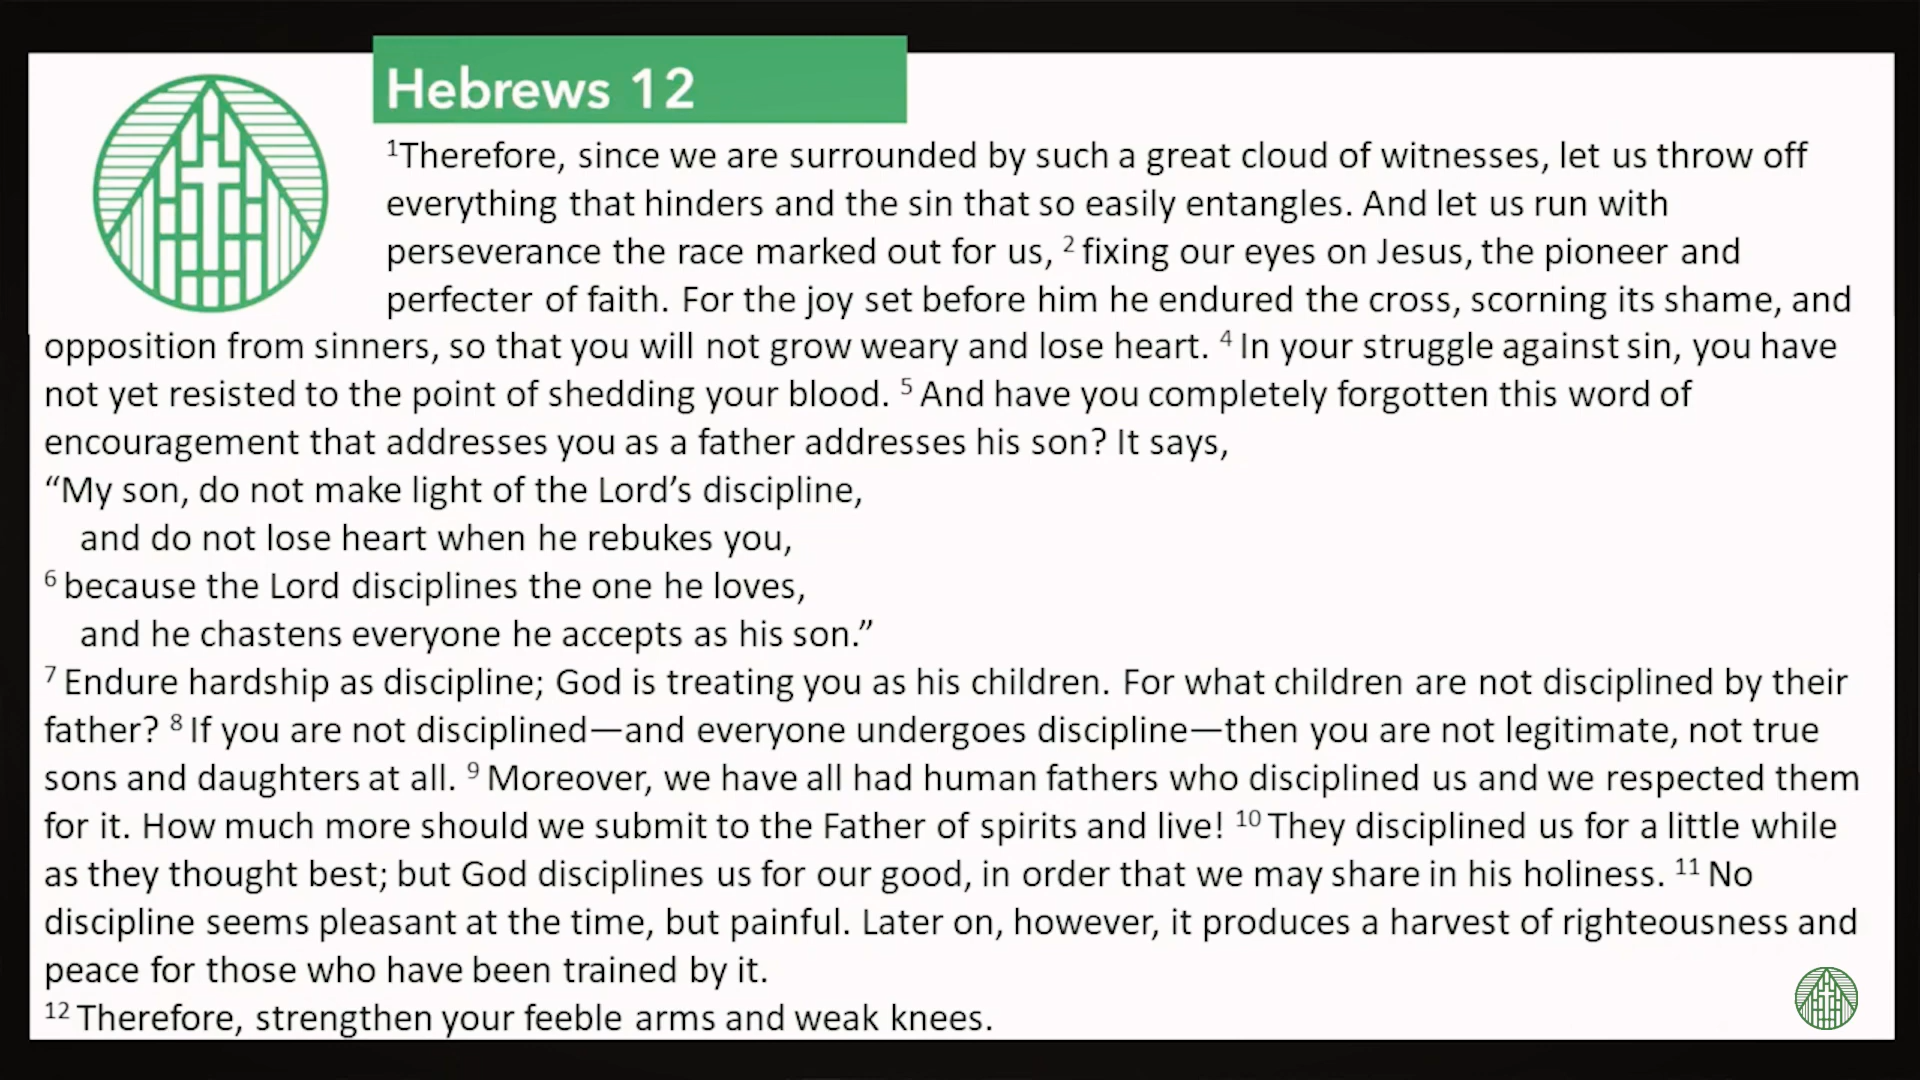 Hebrews 12
¹Therefore, since we are surrounded by such a great cloud of witnesses, let us throw off
everything that hinders and the sin that so easily entangles. And let us run with
perseverance the race marked out for us, ² fixing our eyes on Jesus, the pioneer and
perfecter of faith. For the joy set before him he endured the cross, scorning its shame, and
opposition from sinners, so that you will not grow weary and lose heart. ⁴ In your struggle against sin, you have
not yet resisted to the point of shedding your blood. ⁵ And have you completely forgotten this word of
encouragement that addresses you as a father addresses his son? It says,
“My son, do not make light of the Lord’s discipline,
and do not lose heart when he rebukes you,
⁶ because the Lord disciplines the one he loves,
and he chastens everyone he accepts as his son.”
⁷ Endure hardship as discipline; God is treating you as his children. For what children are not disciplined by their
father? ⁸ If you are not disciplined—and everyone undergoes discipline—then you are not legitimate, not true
sons and daughters at all. ⁹ Moreover, we have all had human fathers who disciplined us and we respected them
for it. How much more should we submit to the Father of spirits and live! ¹⁰ They disciplined us for a little while
as they thought best; but God disciplines us for our good, in order that we may share in his holiness. ¹¹ No
discipline seems pleasant at the time, but painful. Later on, however, it produces a harvest of righteousness and
peace for those who have been trained by it.
¹² Therefore, strengthen your feeble arms and weak knees.